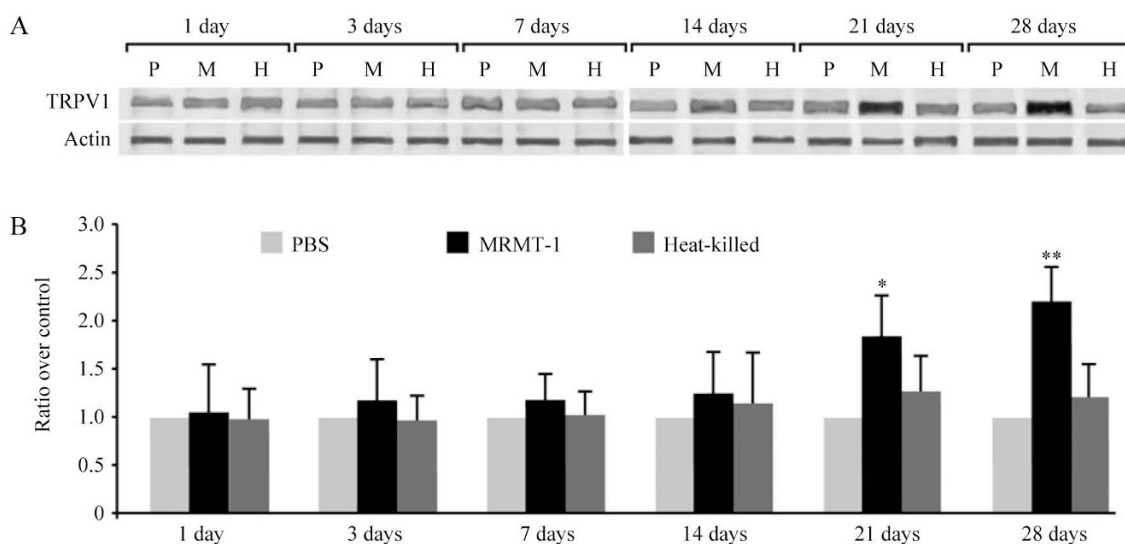 A
1 day 3 days 7 days 14 days 21 days 28 days
P M H P M H P M H P M H P M H P M H
TRPV1
Actin
B
PBS MRMT-1 Heat-killed
Ratio over control
3.0
2.5
2.0
1.5
1.0
0.5
0
* **
1 day 3 days 7 days 14 days 21 days 28 days